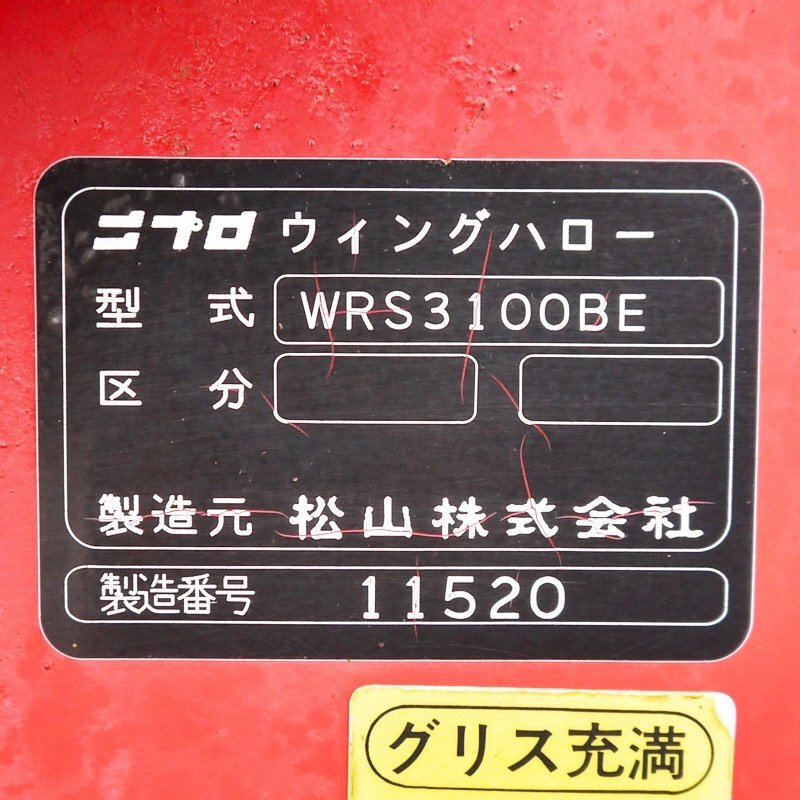 ニプロ ウィングハロー
型式 WRS3100BE
区分
製造元 松山株式会社
製造番号 11520
グリス充満